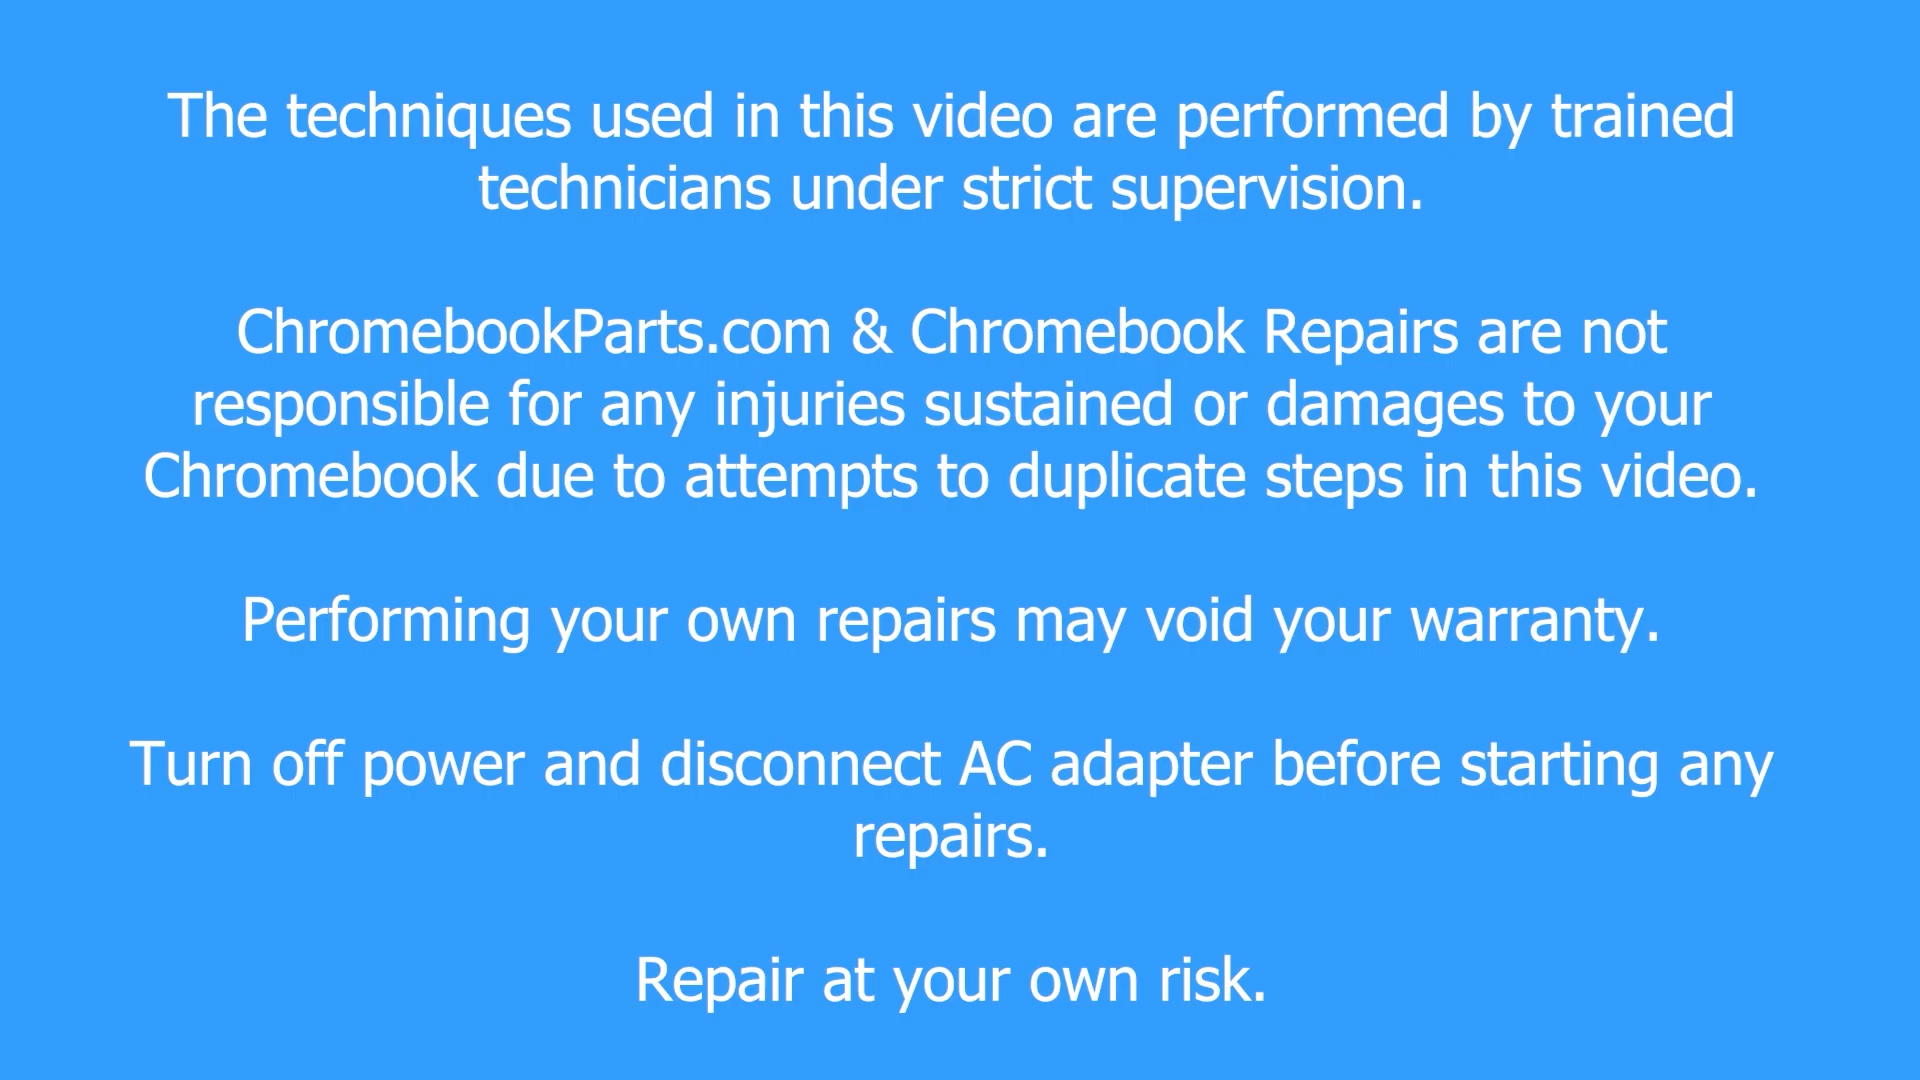 The techniques used in this video are performed by trained
technicians under strict supervision.
ChromebookParts.com & Chromebook Repairs are not
responsible for any injuries sustained or damages to your
Chromebook due to attempts to duplicate steps in this video.
Performing your own repairs may void your warranty.
Turn off power and disconnect AC adapter before starting any
repairs.
Repair at your own risk.